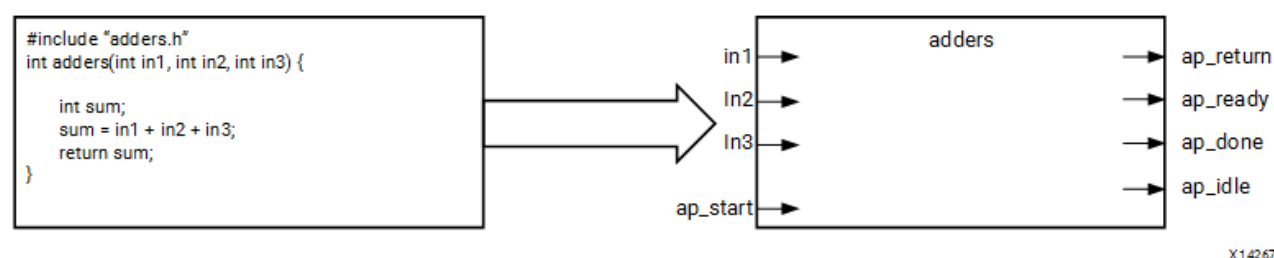 #include "adders.h"
int adders(int in1, int in2, int in3) {
int sum;
sum = in1 + in2 + in3;
return sum;
}
adders
in1
In2
In3
ap_start
ap_return
ap_ready
ap_done
ap_idle
X14267